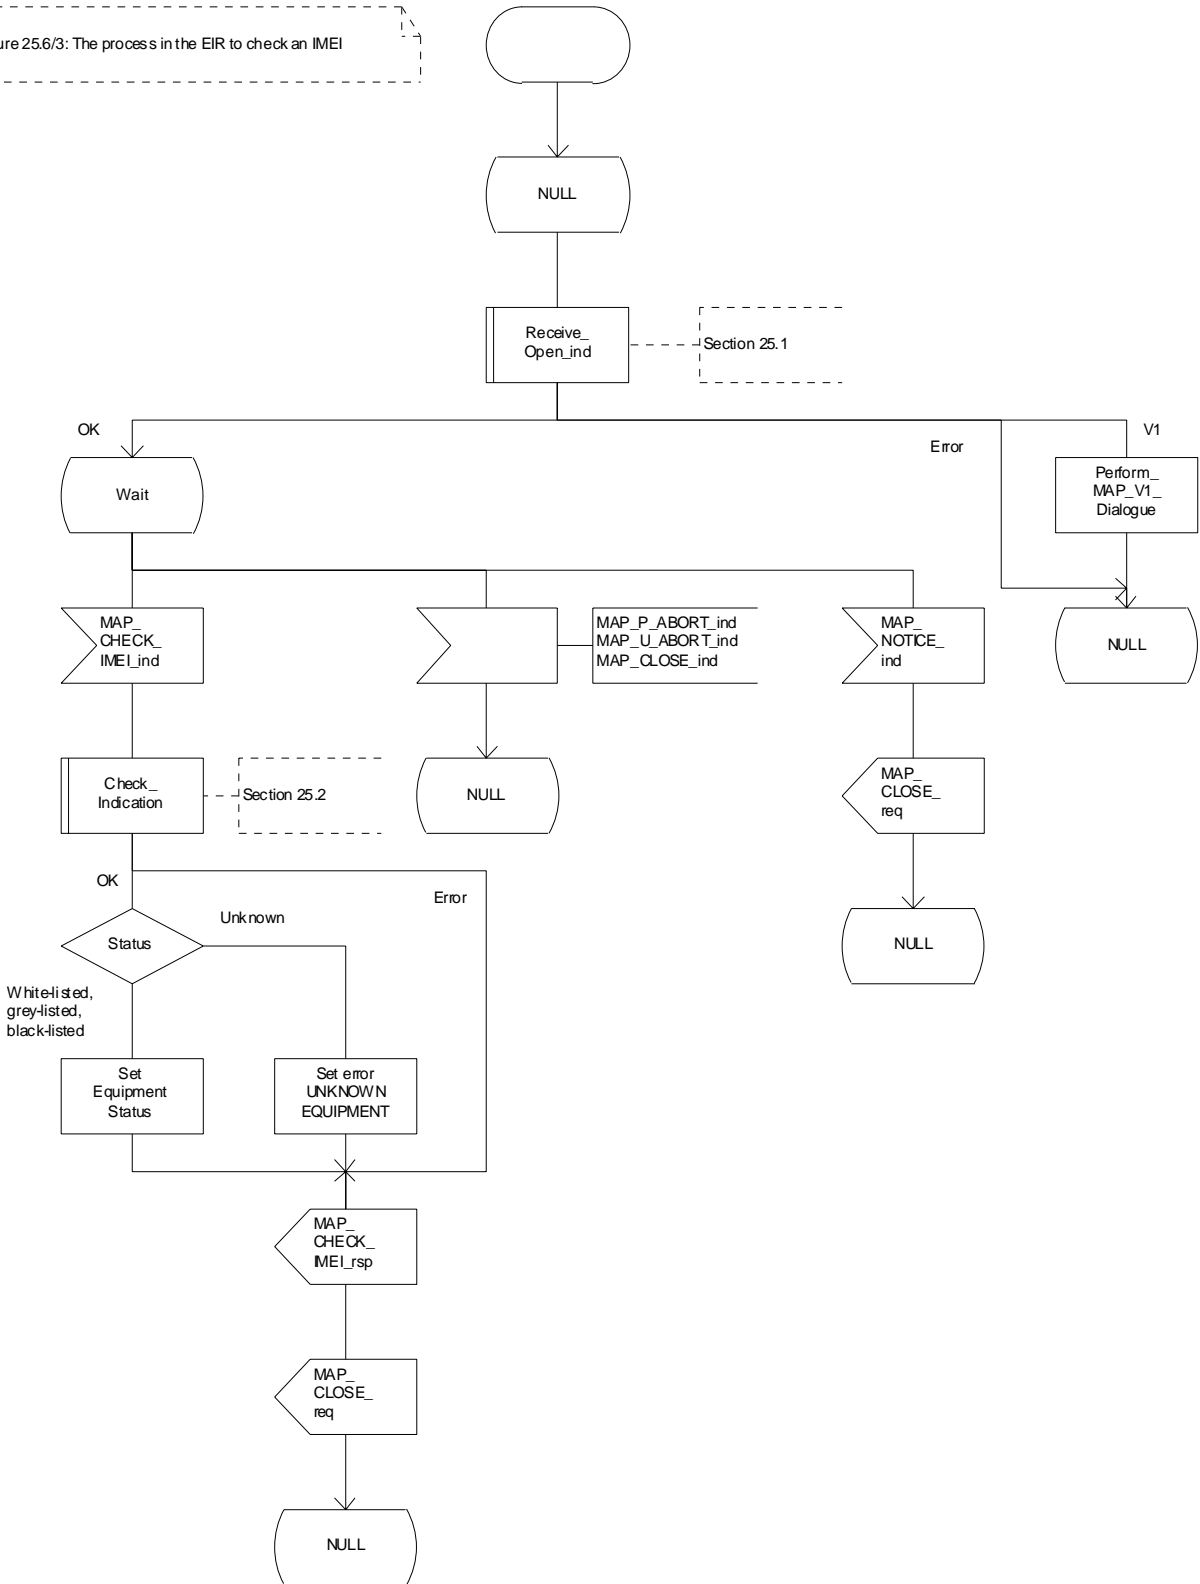 ure 25.6/3: The process in the EIR to check an IMEI
NULL
Receive_
Open_ind
Section 25.1
OK
Error
V1
Wait
Perform_
MAP_V1_
Dialogue
MAP_
CHECK_
IMEI_ind
MAP_P_ABORT_ind
MAP_U_ABORT_ind
MAP_CLOSE_ind
MAP_
NOTICE_
ind
NULL
Check_
Indication
Section 25.2
NULL
MAP_
CLOSE_
req
OK
Error
Unknown
Status
NULL
White-listed,
grey-listed,
black-listed
Set
Equipment
Status
Set error
UNKNOWN
EQUIPMENT
MAP_
CHECK_
IMEI_rsp
MAP_
CLOSE_
req
NULL